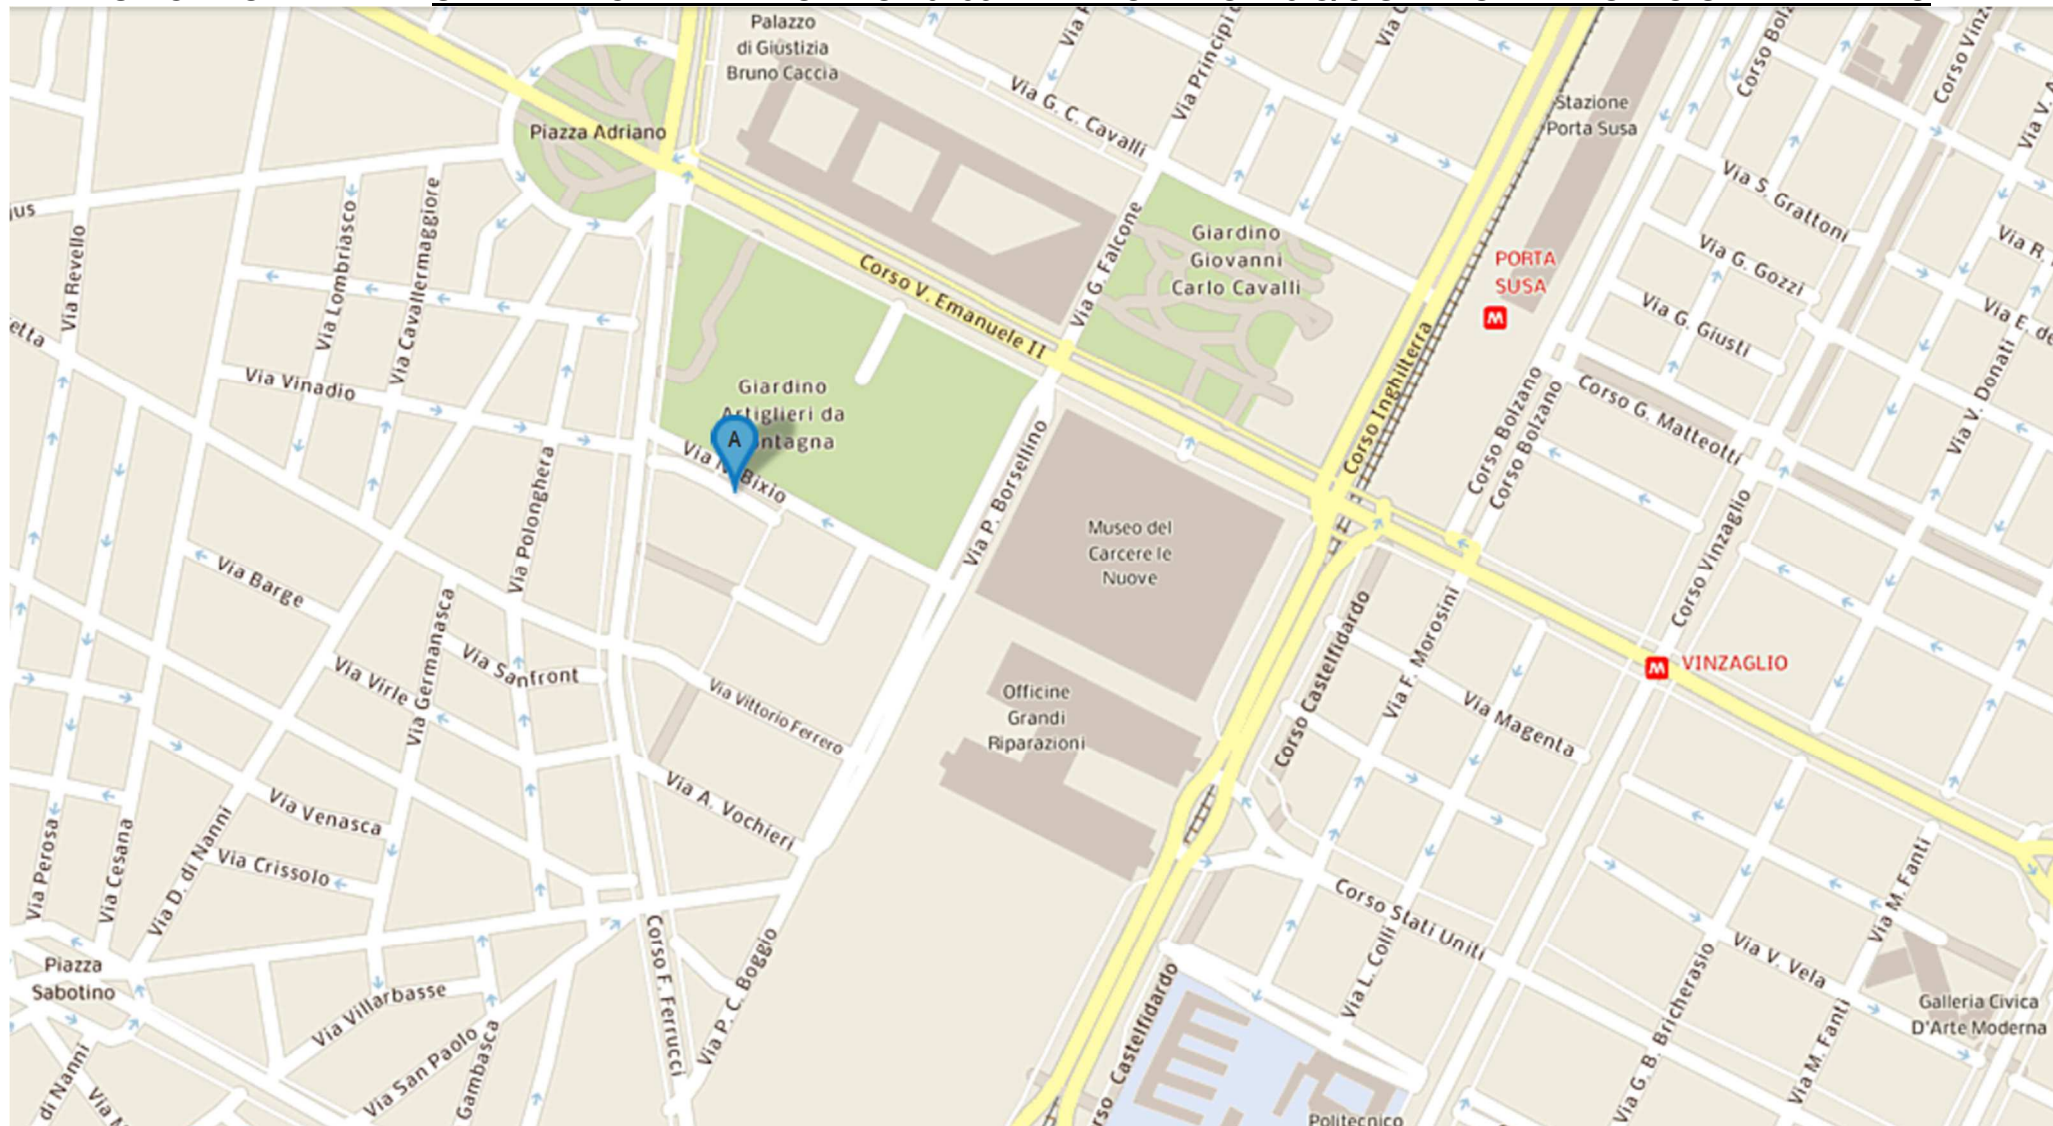 Palazzo
di Giustizia
Bruno Caccia
Piazza Adriano
Via G. C. Cavalli
Stazione
Porta Susa
Corso Bolz
Corso Vinz
Via Principi
Via S. Grattoni
Via G. Gozzi
Via G. Giusti
Via R.
Via E. de
Via V. Donati
PORTA
SUSA
M
Giardino
Giovanni
Carlo Cavalli
Via G. Falcone
Corso V. Emanuele II
Corso Inghilterra
Corso Bolzano
Corso Bolzano
Corso G. Matteotti
Corso Vinzaglio
Via Revello
Via Lombriasco
Via Cavallermaggiore
etta
Via Vinadio
Giardino
Artiglieri da
ntagna
A
Via N. Bixio
Via P. Borsellino
Museo del
Carcere le
Nuove
Via Polonghera
Via Barge
Via Germanasca
Via Sanfront
Via Virle
Via Vittorio Ferrero
Officine
Grandi
Riparazioni
Corso Castelfidardo
Via F. Morosini
Via Magenta
M
VINZAGLIO
Via A. Vochieri
Via Venasca
Via Crissolo
Via Perosa
Via Cesana
Via D. di Nanni
Corso F. Ferrucci
Via P. C. Boggio
Corso Stati Uniti
Via L. Colli
Via M. Fanti
Via V. Vela
Via G. B. Bricherasio
Via M. Fanti
Galleria Civica
D'Arte Moderna
Piazza
Sabotino
Via Villarbasse
Via San Paolo
Gambasca
di Nanni
rso Castelfidardo
Politecnico